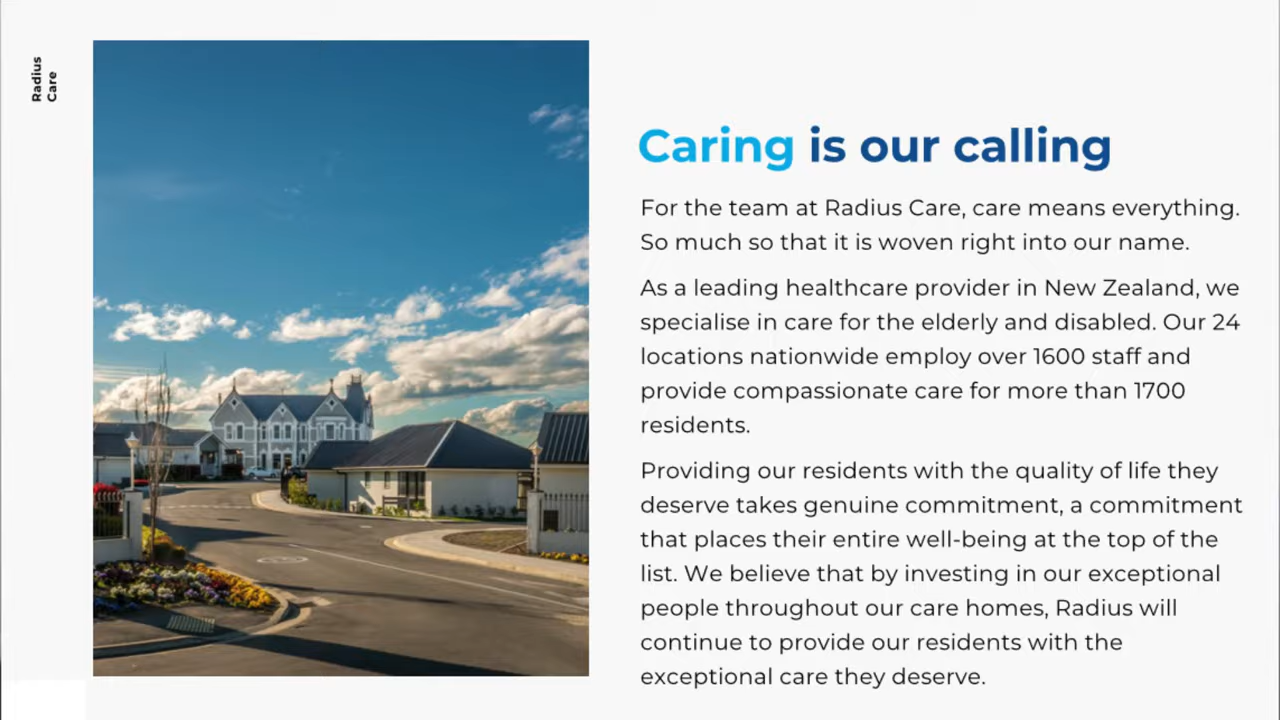 Radius
Care
Caring is our calling
For the team at Radius Care, care means everything.
So much so that it is woven right into our name.
As a leading healthcare provider in New Zealand, we
specialise in care for the elderly and disabled. Our 24
locations nationwide employ over 1600 staff and
provide compassionate care for more than 1700
residents.
Providing our residents with the quality of life they
deserve takes genuine commitment, a commitment
that places their entire well-being at the top of the
list. We believe that by investing in our exceptional
people throughout our care homes, Radius will
continue to provide our residents with the
exceptional care they deserve.